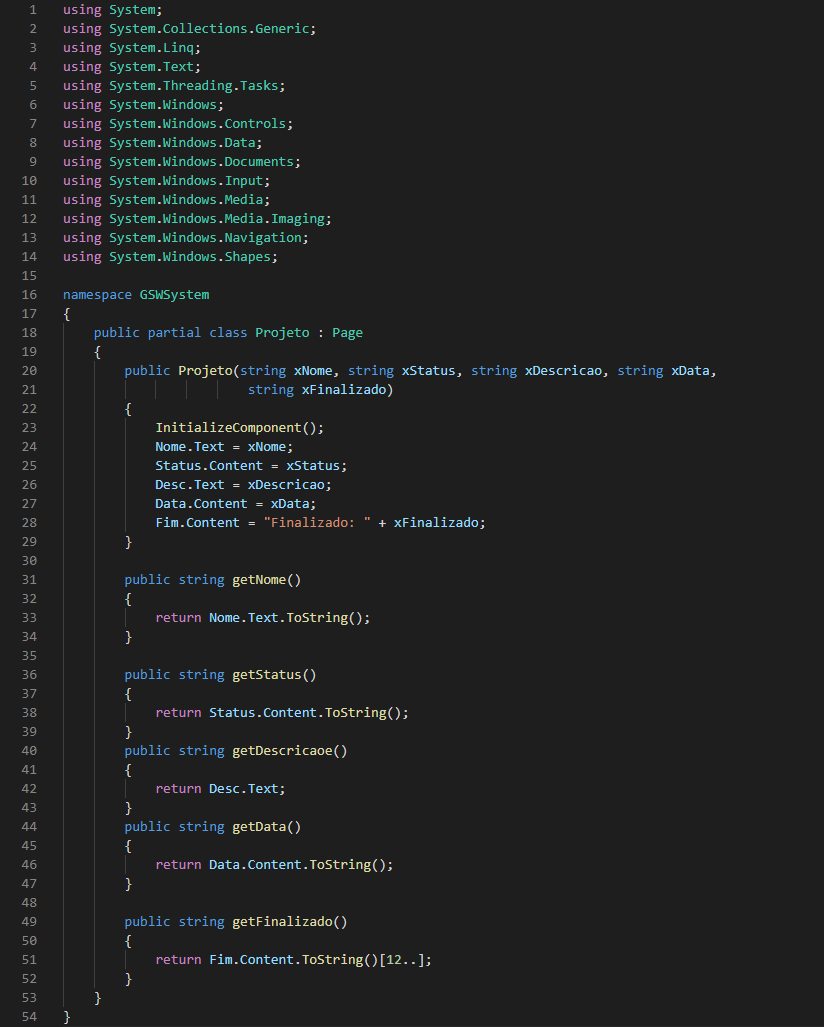 1 using System;
2 using System.Collections.Generic;
3 using System.Linq;
4 using System.Text;
5 using System.Threading.Tasks;
6 using System.Windows;
7 using System.Windows.Controls;
8 using System.Windows.Data;
9 using System.Windows.Documents;
10 using System.Windows.Input;
11 using System.Windows.Media;
12 using System.Windows.Media.Imaging;
13 using System.Windows.Navigation;
14 using System.Windows.Shapes;
15
16 namespace GSWSystem
17 {
18     public partial class Projeto : Page
19     {
20         public Projeto(string xNome, string xStatus, string xDescricao, string xData,
21                         string xFinalizado)
22         {
23             InitializeComponent();
24             Nome.Text = xNome;
25             Status.Content = xStatus;
26             Desc.Text = xDescricao;
27             Data.Content = xData;
28             Fim.Content = "Finalizado: " + xFinalizado;
29         }
30
31         public string getNome()
32         {
33             return Nome.Text.ToString();
34         }
35
36         public string getStatus()
37         {
38             return Status.Content.ToString();
39         }
40         public string getDescricaoe()
41         {
42             return Desc.Text;
43         }
44         public string getData()
45         {
46             return Data.Content.ToString();
47         }
48
49         public string getFinalizado()
50         {
51             return Fim.Content.ToString()[12..];
52         }
53     }
54 }